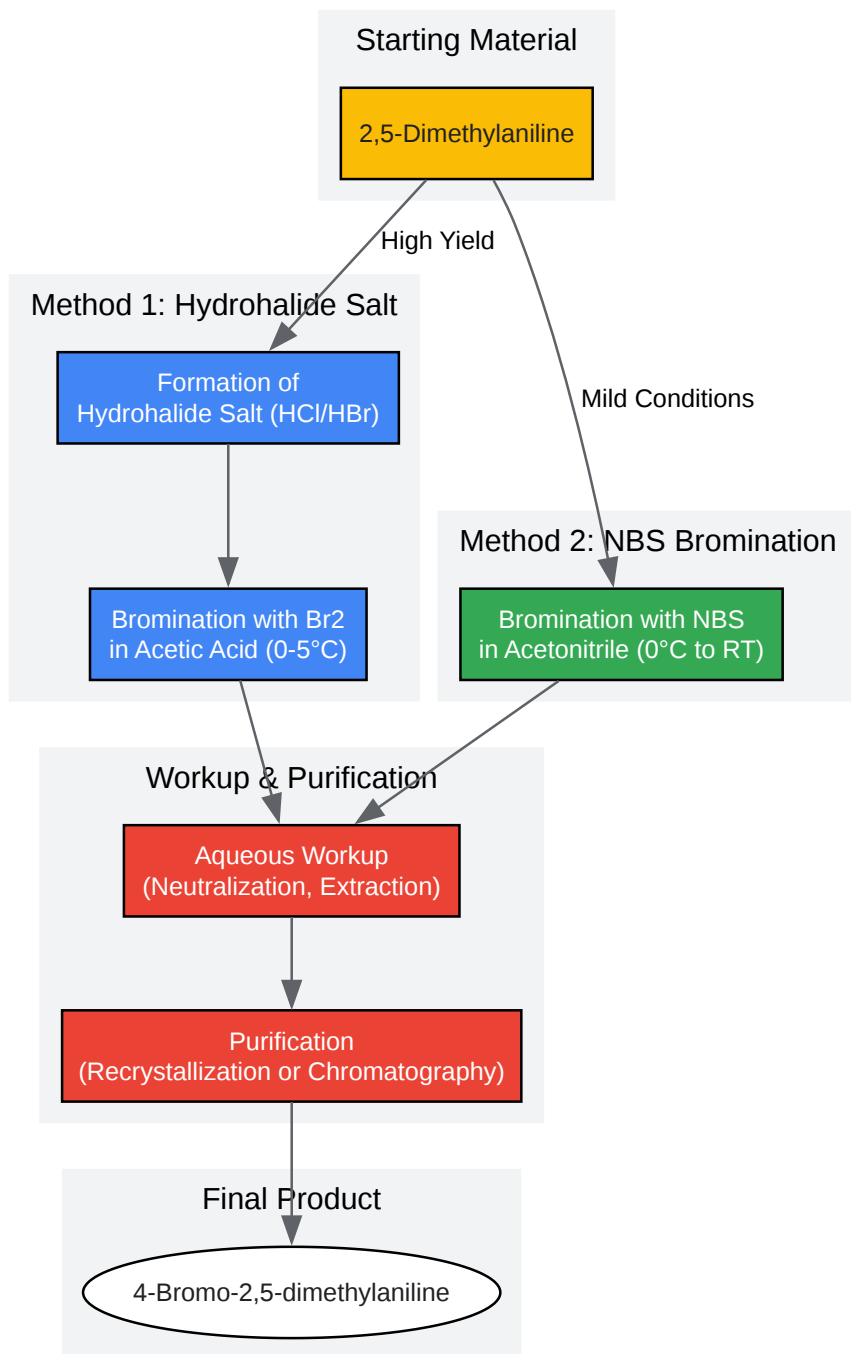 Starting Material
2,5-Dimethylaniline
High Yield
Method 1: Hydrohalide Salt
Formation of
Hydrohalide Salt (HCl/HBr)
Mild Conditions
Method 2: NBS Bromination
Bromination with Br2
in Acetic Acid (0-5°C)
Bromination with NBS
in Acetonitrile (0°C to RT)
Workup & Purification
Aqueous Workup
(Neutralization, Extraction)
Purification
(Recrystallization or Chromatography)
Final Product
4-Bromo-2,5-dimethylaniline